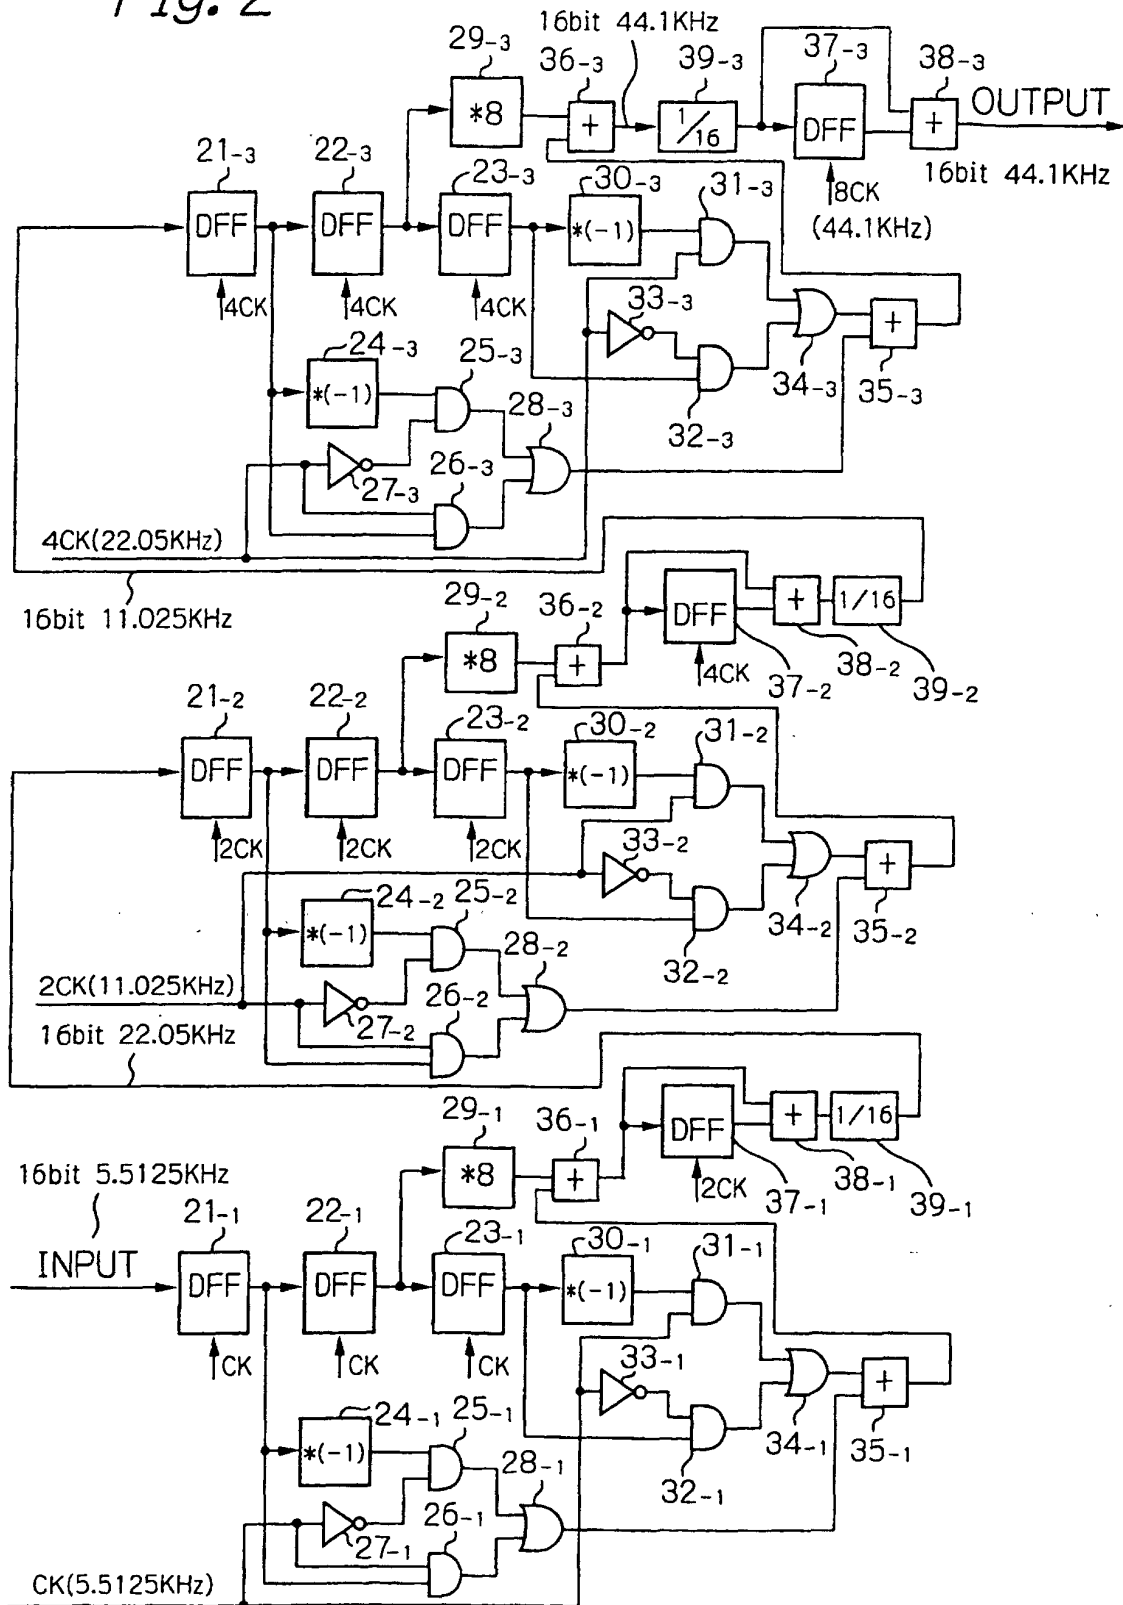 Fig. 2
16bit 44.1KHz
29-3
36-3
39-3
37-3
38-3
*8
+
1/16
DFF
+
OUTPUT
16bit 44.1KHz
8CK
(44.1KHz)
21-3
22-3
23-3
30-3
31-3
DFF
DFF
DFF
*(-1)
4CK
4CK
4CK
33-3
+
24-3
25-3
*(-1)
34-3
35-3
28-3
32-3
26-3
27-3
4CK(22.05KHz)
16bit 11.025KHz
29-2
36-2
DFF
+
1/16
*8
+
4CK
37-2
38-2
39-2
21-2
22-2
23-2
30-2
31-2
DFF
DFF
DFF
*(-1)
2CK
2CK
2CK
33-2
+
24-2
25-2
*(-1)
34-2
35-2
28-2
32-2
2CK(11.025KHz)
26-2
27-2
16bit 22.05KHz
29-1
36-1
DFF
+
1/16
*8
+
2CK
37-1
38-1
39-1
16bit 5.5125KHz
21-1
22-1
23-1
30-1
31-1
INPUT
DFF
DFF
DFF
*(-1)
CK
CK
CK
33-1
+
24-1
25-1
*(-1)
34-1
35-1
28-1
32-1
26-1
27-1
CK(5.5125KHz)